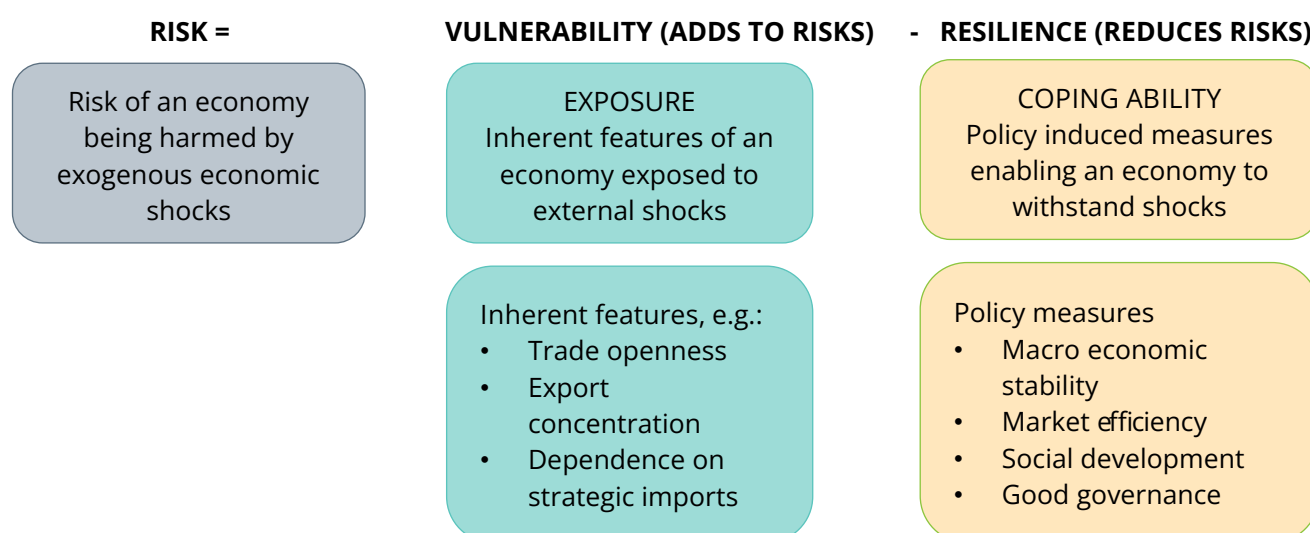 RISK = VULNERABILITY (ADDS TO RISKS) - RESILIENCE (REDUCES RISKS)
Risk of an economy
being harmed by
exogenous economic
shocks
EXPOSURE
Inherent features of an
economy exposed to
external shocks
COPING ABILITY
Policy induced measures
enabling an economy to
withstand shocks
Inherent features, e.g.:
• Trade openness
• Export
concentration
• Dependence on
strategic imports
Policy measures
• Macro economic
stability
• Market efficiency
• Social development
• Good governance